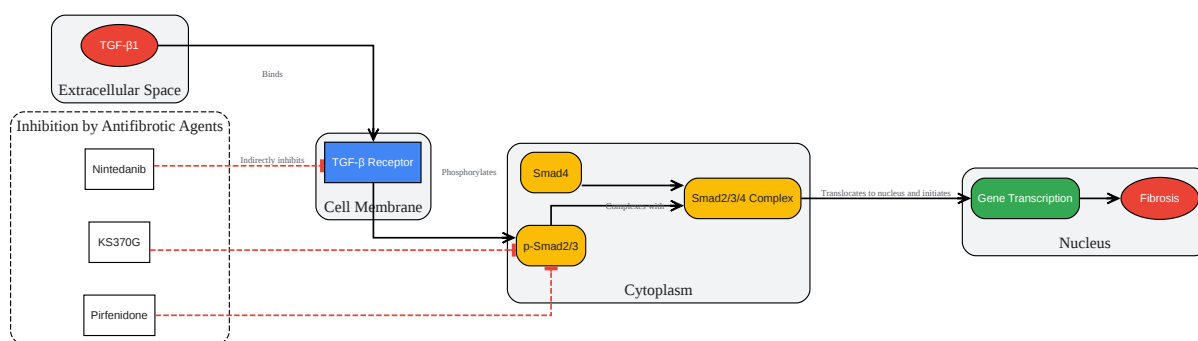 TGF-β1
Extracellular Space
Binds
Inhibition by Antifibrotic Agents
Nintedanib
Indirectly inhibits
TGF-β Receptor
Cell Membrane
Phosphorylates
KS370G
Pirfenidone
Smad4
p-Smad2/3
Complexes with
Smad2/3/4 Complex
Cytoplasm
Translocates to nucleus and initiates
Gene Transcription
Fibrosis
Nucleus